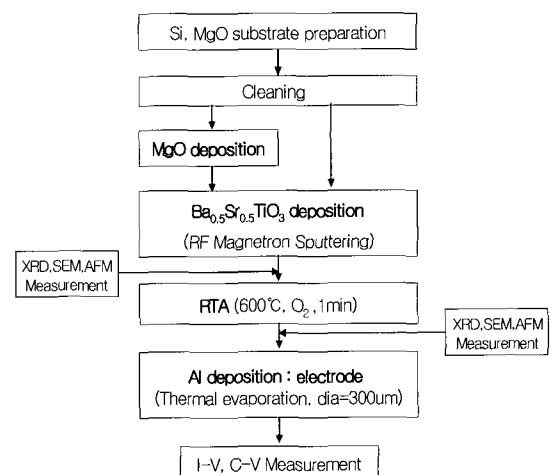 Si, MgO substrate preparation
Cleaning
MgO deposition
Ba0.5Sr0.5TiO3 deposition
(RF Magnetron Sputtering)
XRD,SEM,AFM
Measurement
RTA (600℃, O2 ,1min)
XRD,SEM,AFM
Measurement
Al deposition : electrode
(Thermal evaporation, dia=300um)
I-V, C-V Measurement